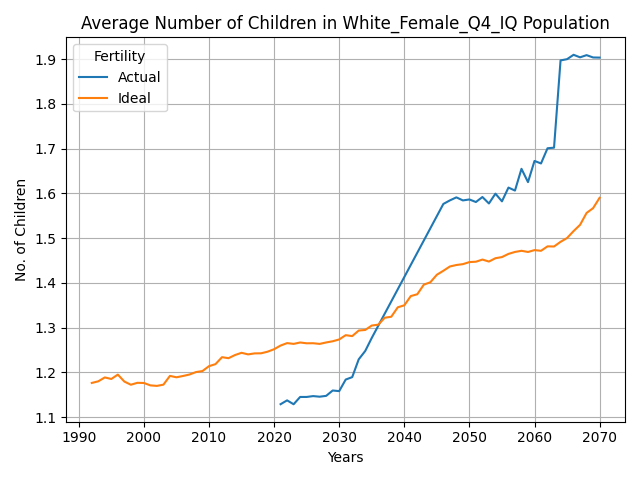 Average Number of Children in White_Female_Q4_IQ Population
Fertility
Actual
Ideal
No. of Children
1.9
1.8
1.7
1.6
1.5
1.4
1.3
1.2
1.1
1990 2000 2010 2020 2030 2040 2050 2060 2070
Years